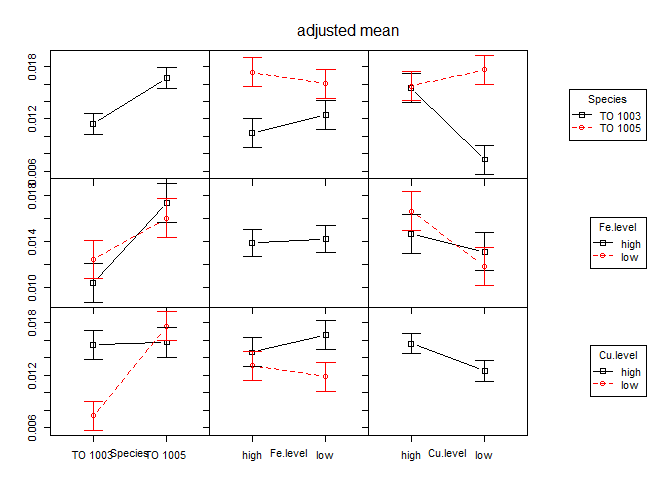 adjusted mean
0.006 0.012 0.018
Species
TO 1003
TO 1005
0.010 0.014 0.018
Fe.level
high
low
0.006 0.012 0.018
Cu.level
high
low
TO 1003 Species TO 1005 high Fe.level low high Cu.level low